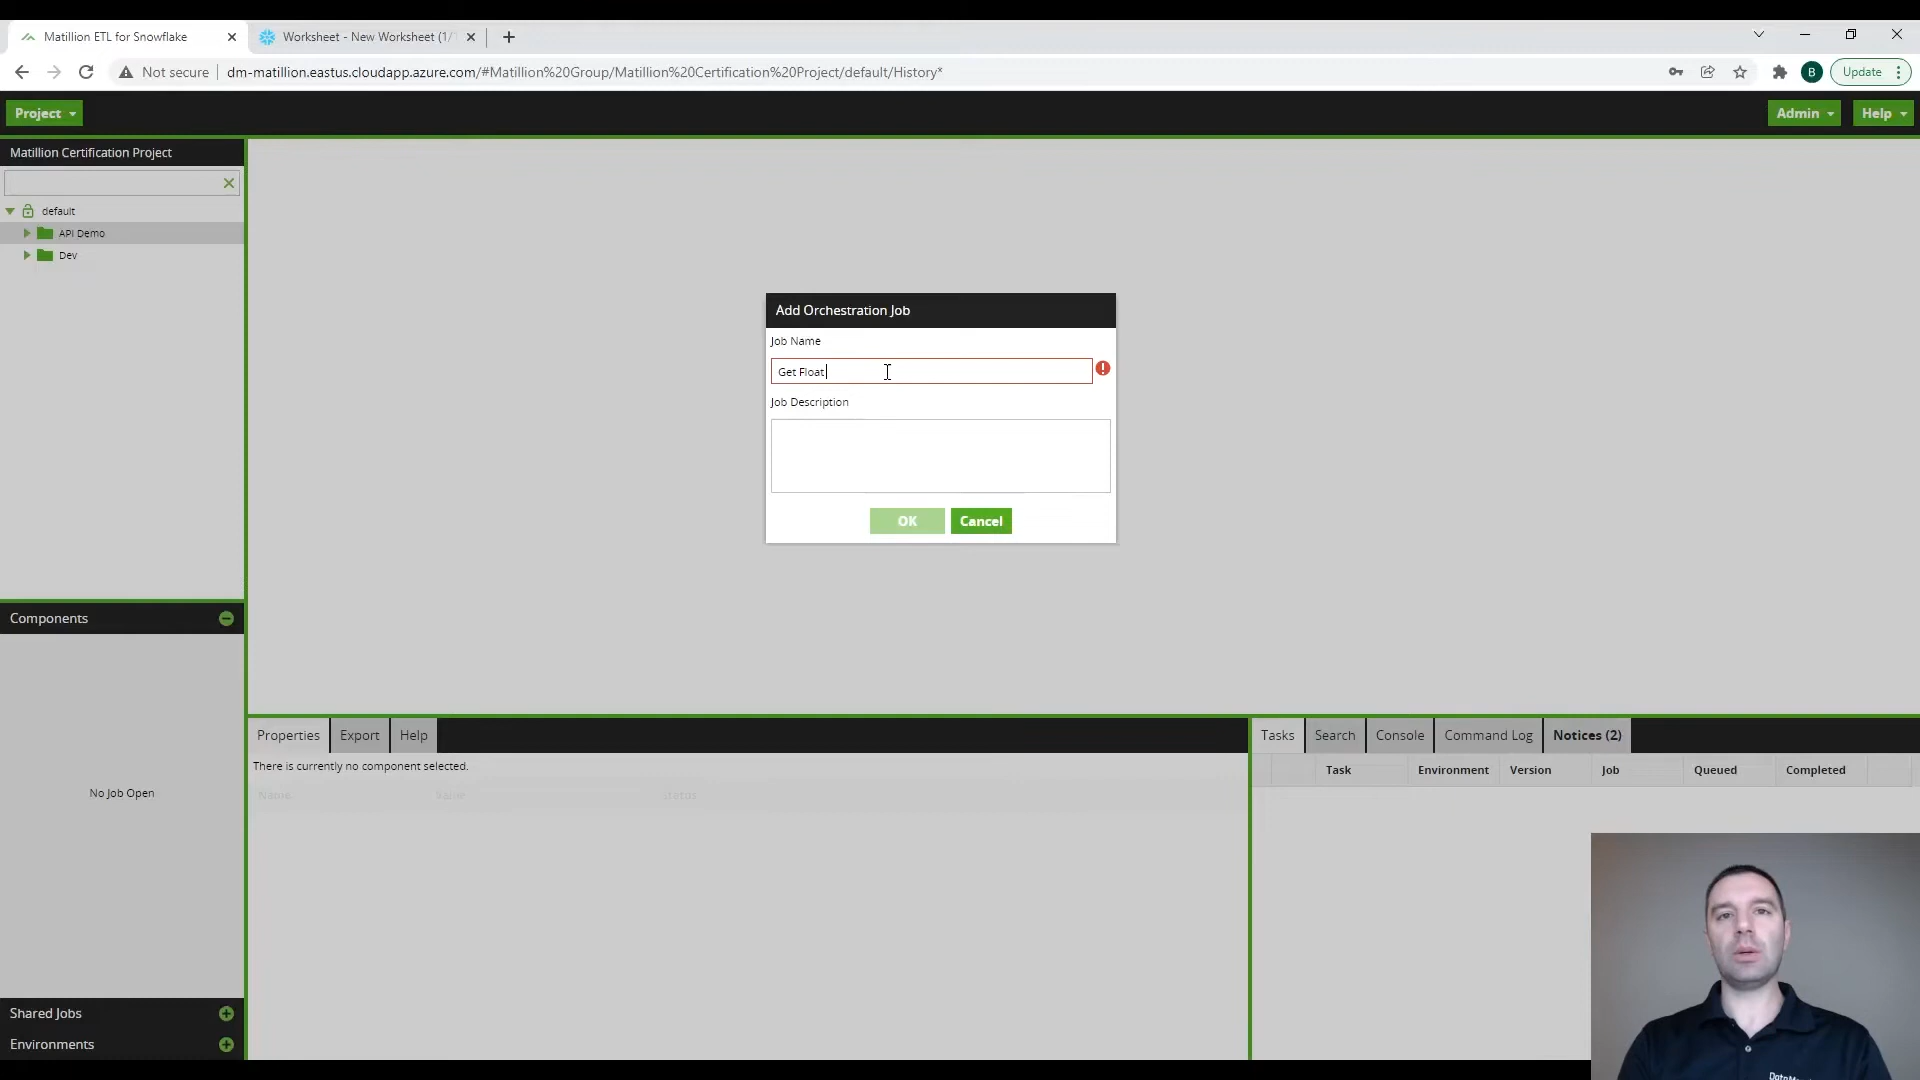 Matillion ETL for Snowflake
Worksheet - New Worksheet (1/
Not secure
dm-matillion.eastus.cloudapp.azure.com/#Matillion%20Group/Matillion%20Certification%20Project/default/History*
B
Update
Project
Admin
Help
Matillion Certification Project
default
API Demo
Dev
Add Orchestration Job
Job Name
Get Float
Job Description
OK
Cancel
Components
No Job Open
Shared Jobs
Environments
Properties
Export
Help
There is currently no component selected.
Name
Value
Status
Tasks
Search
Console
Command Log
Notices (2)
Task
Environment
Version
Job
Queued
Completed